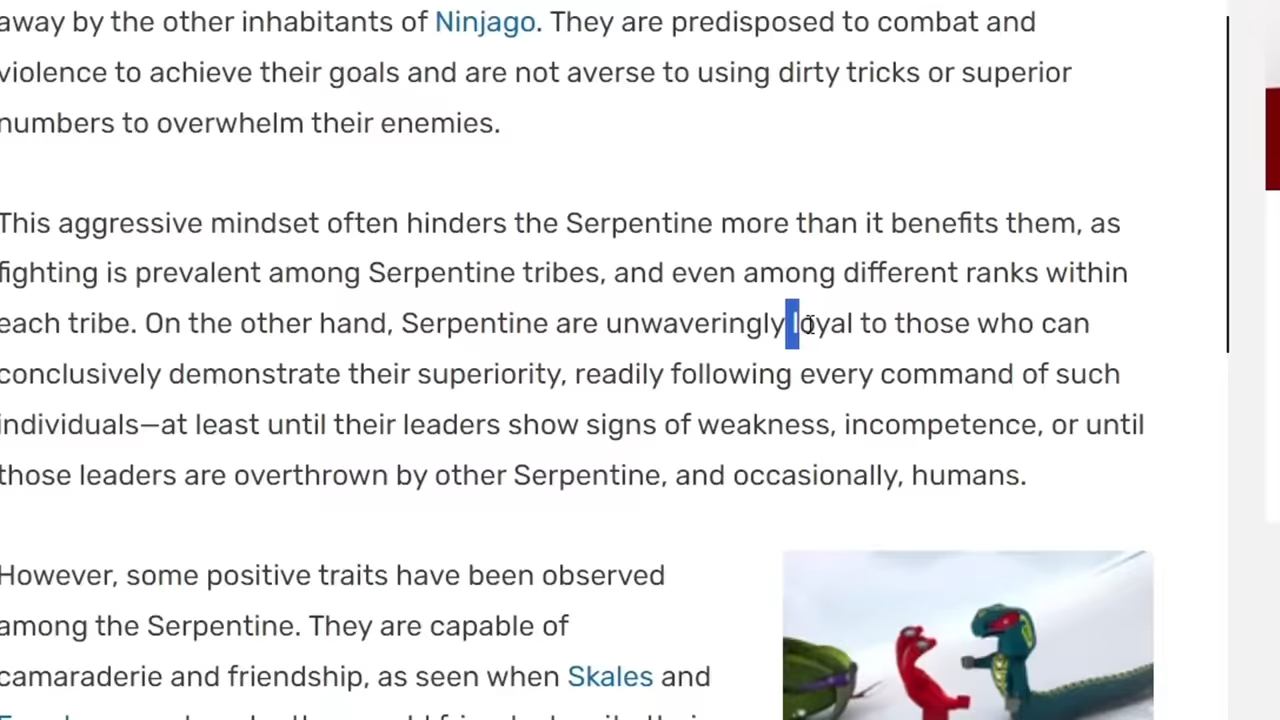 away by the other inhabitants of Ninjago. They are predisposed to combat and
violence to achieve their goals and are not averse to using dirty tricks or superior
numbers to overwhelm their enemies.
This aggressive mindset often hinders the Serpentine more than it benefits them, as
fighting is prevalent among Serpentine tribes, and even among different ranks within
each tribe. On the other hand, Serpentine are unwaveringly loyal to those who can
conclusively demonstrate their superiority, readily following every command of such
individuals—at least until their leaders show signs of weakness, incompetence, or until
those leaders are overthrown by other Serpentine, and occasionally, humans.
However, some positive traits have been observed
among the Serpentine. They are capable of
camaraderie and friendship, as seen when Skales and